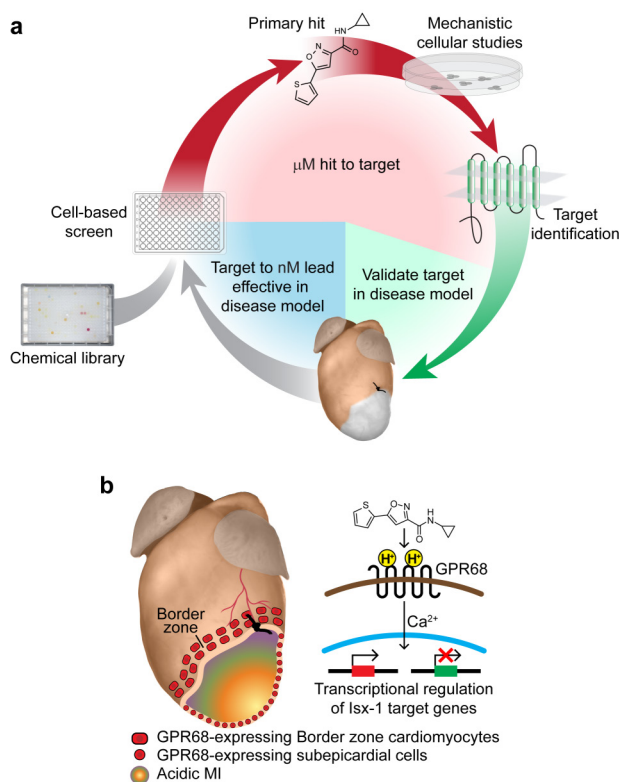 a
Primary hit
H
N
O
N
O
S
Mechanistic
cellular studies
μM hit to target
Cell-based
screen
Target
identification
Target to nM lead
effective in
disease model
Validate target
in disease model
Chemical library
b
Border
zone
S
O
N
H
N
O
H+
H+
GPR68
Ca2+
Transcriptional regulation
of Isx-1 target genes
GPR68-expressing Border zone cardiomyocytes
GPR68-expressing subepicardial cells
Acidic MI